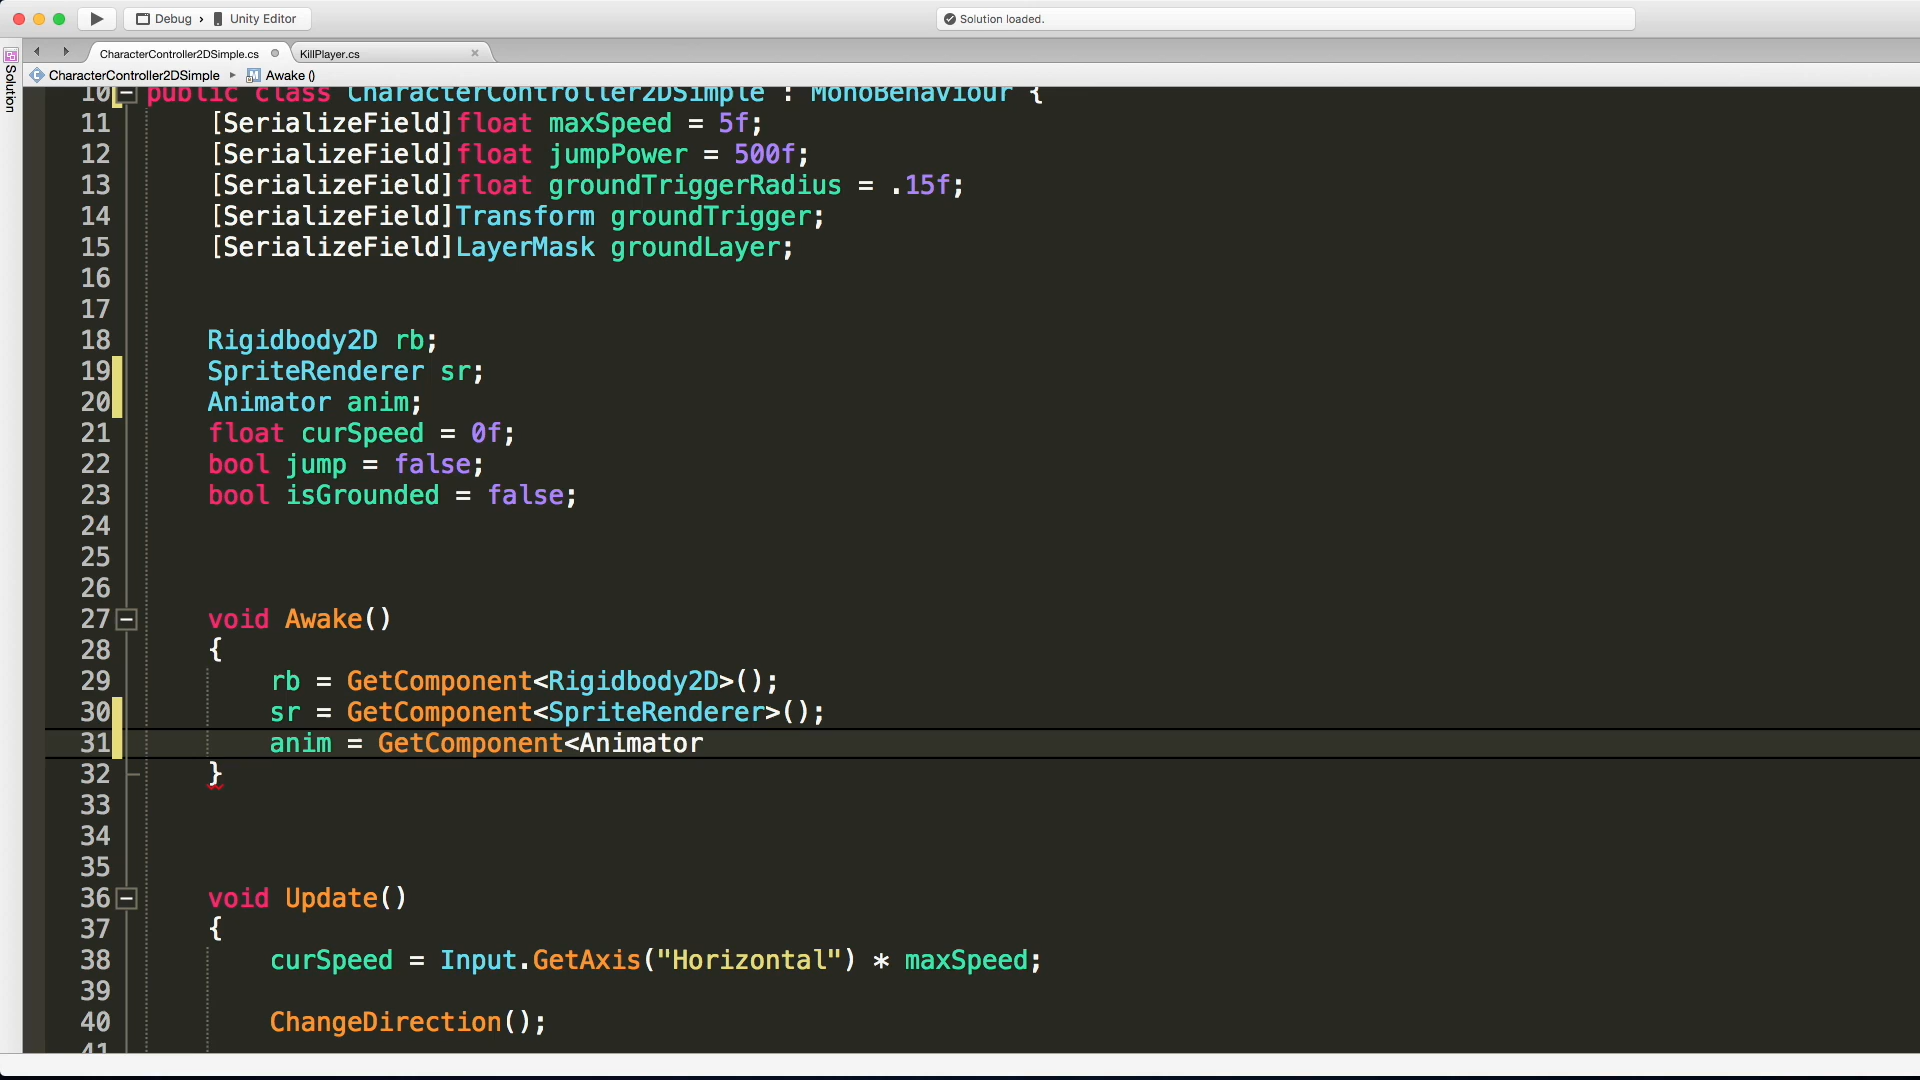 Debug › Unity Editor
Solution loaded.
CharacterController2DSimple.cs KillPlayer.cs
CharacterController2DSimple Awake ()
Solution
10 public class CharacterController2DSimple : MonoBehaviour {
11 [SerializeField]float maxSpeed = 5f;
12 [SerializeField]float jumpPower = 500f;
13 [SerializeField]float groundTriggerRadius = .15f;
14 [SerializeField]Transform groundTrigger;
15 [SerializeField]LayerMask groundLayer;
16
17
18 Rigidbody2D rb;
19 SpriteRenderer sr;
20 Animator anim;
21 float curSpeed = 0f;
22 bool jump = false;
23 bool isGrounded = false;
24
25
26
27 void Awake()
28 {
29 rb = GetComponent<Rigidbody2D>();
30 sr = GetComponent<SpriteRenderer>();
31 anim = GetComponent<Animator
32 }
33
34
35
36 void Update()
37 {
38 curSpeed = Input.GetAxis("Horizontal") * maxSpeed;
39
40 ChangeDirection();
41